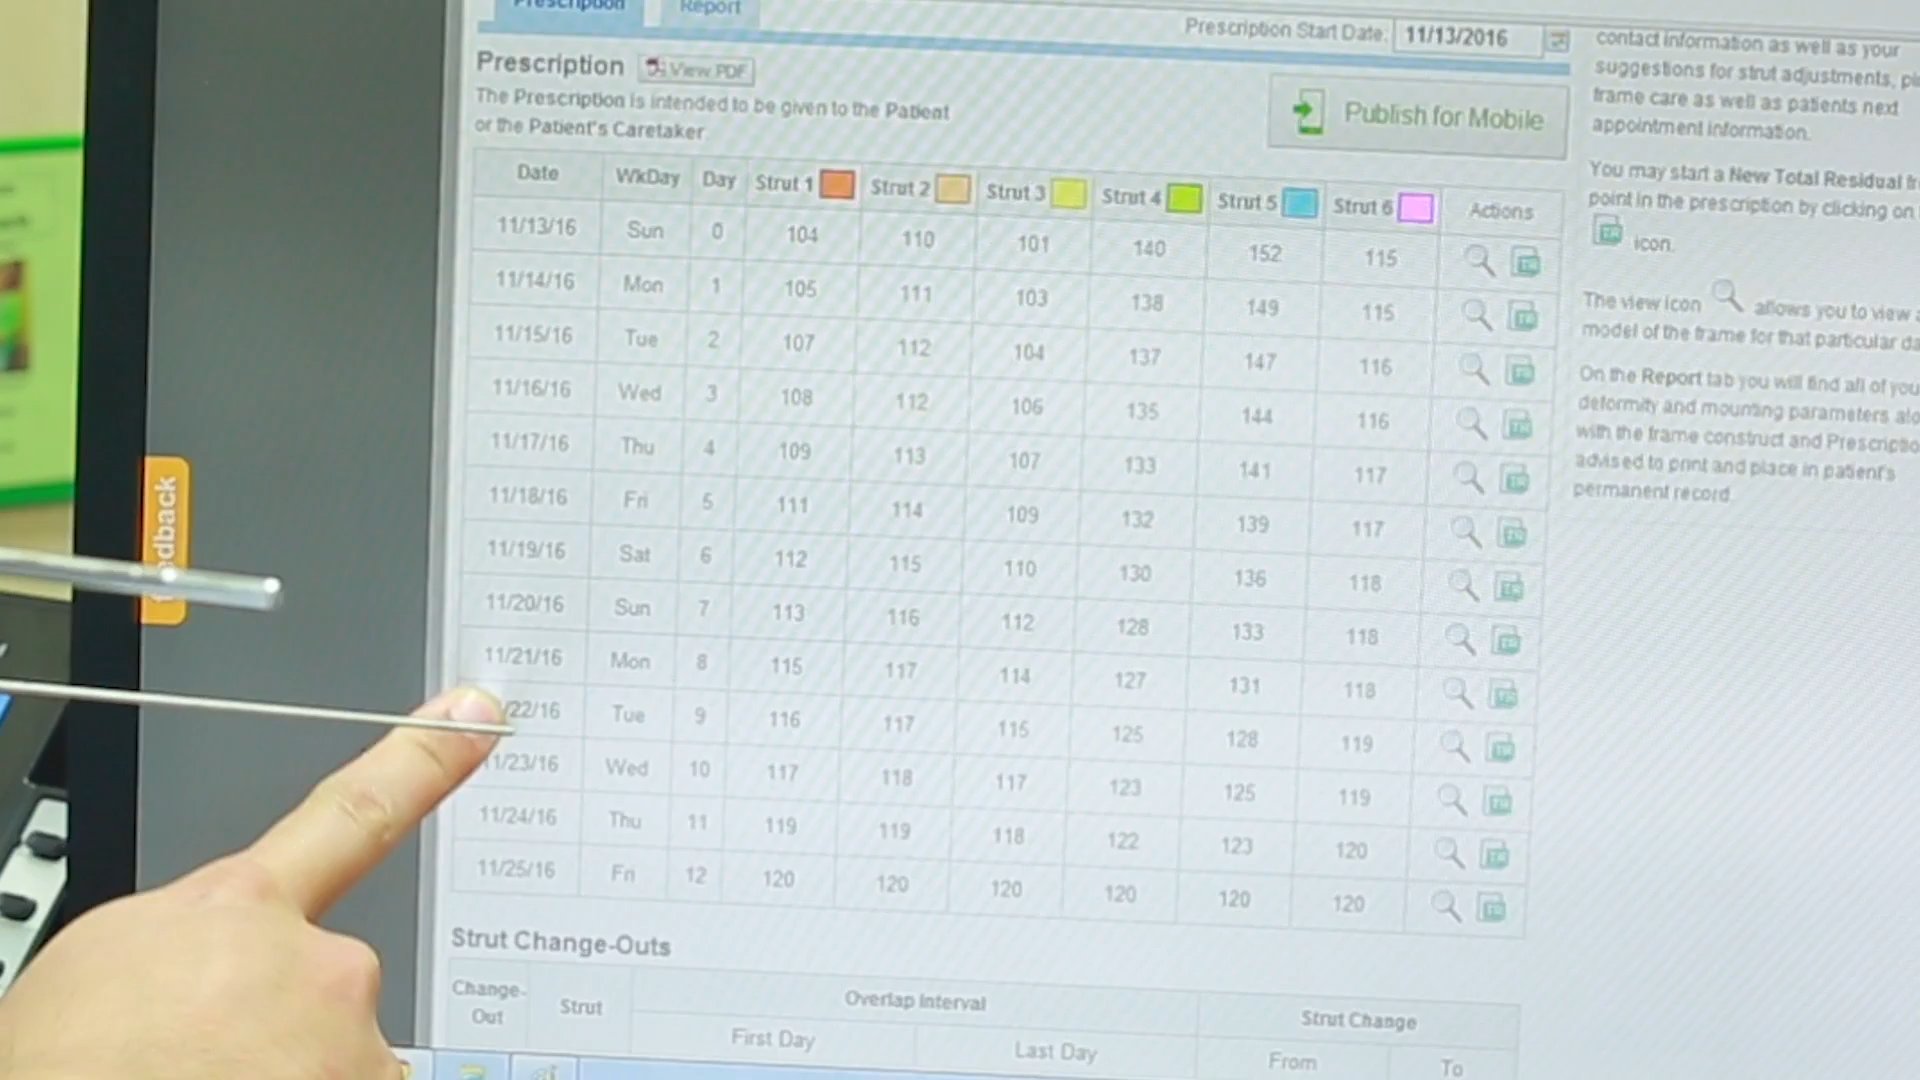 Prescription
Report
Prescription Start Date: 11/13/2016
Prescription View PDF
The Prescription is intended to be given to the Patient
or the Patient's Caretaker
Publish for Mobile
Date WkDay Day Strut 1 Strut 2 Strut 3 Strut 4 Strut 5 Strut 6 Actions
11/13/16 Sun 0 104 110 101 140 152 115
11/14/16 Mon 1 105 111 103 138 149 115
11/15/16 Tue 2 107 112 104 137 147 116
11/16/16 Wed 3 108 112 106 135 144 116
11/17/16 Thu 4 109 113 107 133 141 117
11/18/16 Fri 5 111 114 109 132 139 117
11/19/16 Sat 6 112 115 110 130 136 118
11/20/16 Sun 7 113 116 112 128 133 118
11/21/16 Mon 8 115 117 114 127 131 118
/22/16 Tue 9 116 117 115 125 128 119
1/23/16 Wed 10 117 118 117 123 125 119
11/24/16 Thu 11 119 119 118 122 123 120
11/25/16 Fri 12 120 120 120 120 120 120
Strut Change-Outs
Change-Out Strut Overlap Interval Strut Change
First Day Last Day From To
contact information as well as your
suggestions for strut adjustments,
frame care as well as patients next
appointment information.
You may start a New Total Residual
point in the prescription by clicking on
TR icon.
The view icon allows you to view a
model of the frame for that particular
On the Report tab you will find all of
deformity and mounting parameters
with the frame construct and
advised to print and place in patient's
permanent record
edback